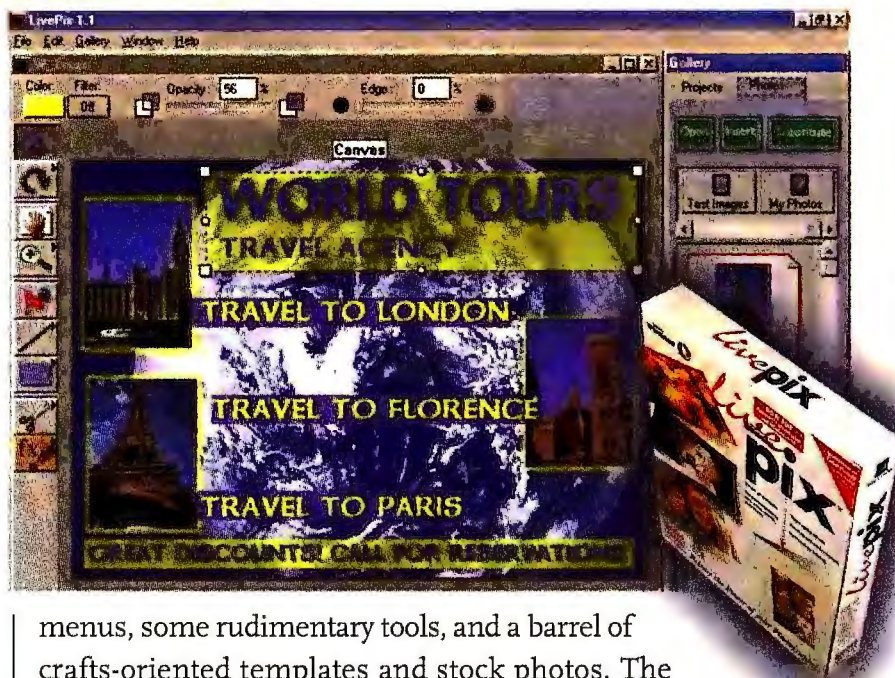 LivePix 1.1
File Edit Gallery Window Help
Color: Filter: Opacity: 56 % Edge: 0 %
Off
Gallery
Projects Photos
Open Insert Substitute
Canvas
Test Images My Photos
WORLD TOURS
TRAVEL AGENCY
TRAVEL TO LONDON
TRAVEL TO FLORENCE
TRAVEL TO PARIS
GREAT DISCOUNTS! CALL FOR RESERVATIONS
livepix
live
pix
livepix
menus, some rudimentary tools, and a barrel of
crafts-oriented templates and stock photos. The